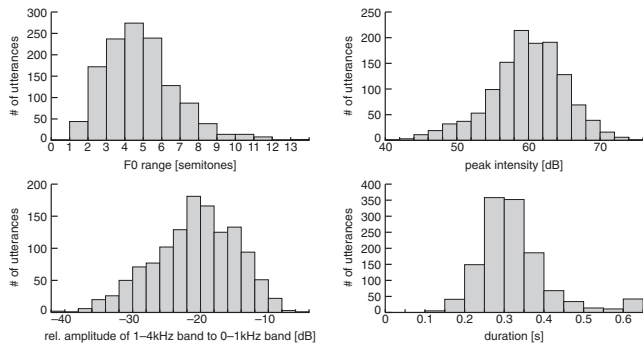 300
250
200
150
100
50
0
# of utterances
0 1 2 3 4 5 6 7 8 9 10 11 12 13
F0 range [semitones]
250
200
150
100
50
0
# of utterances
40 50 60 70
peak intensity [dB]
200
150
100
50
0
# of utterances
–40 –30 –20 –10
rel. amplitude of 1–4kHz band to 0–1kHz band [dB]
400
350
300
250
200
150
100
50
0
# of utterances
0 0.1 0.2 0.3 0.4 0.5 0.6
duration [s]